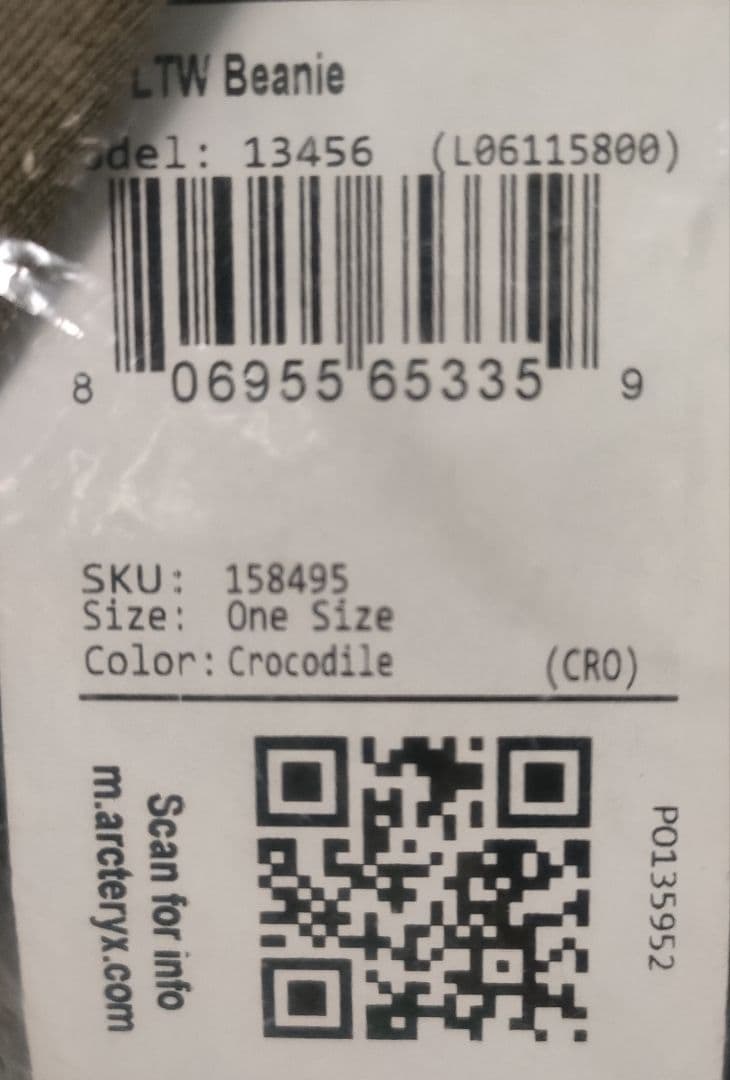 LTW Beanie
odel: 13456 (L06115800)
8 06955 65335 9
SKU: 158495
Size: One Size
Color: Crocodile (CRO)
Scan for info
m.arcteryx.com
PO135952